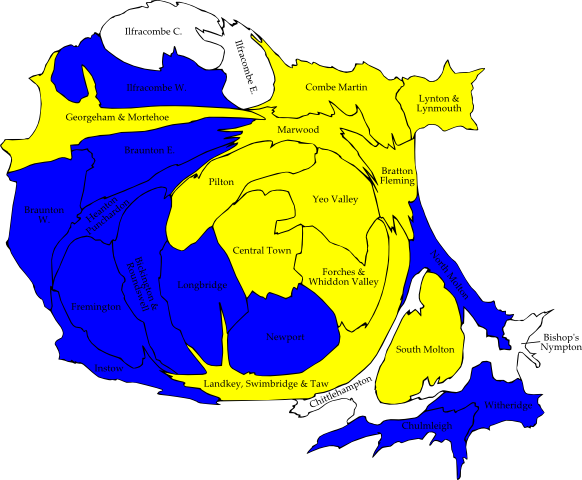 Ilfracombe C.
Ilfracombe E.
Ilfracombe W.
Combe Martin
Lynton &
Lynmouth
Georgeham & Mortehoe
Marwood
Braunton E.
Bratton
Fleming
Pilton
Yeo Valley
Heanton
Punchardon
Braunton
W.
Central Town
Forches &
Whiddon Valley
North Molton
Bickington &
Roundswell
Longbridge
Fremington
Newport
Bishop's
Nympton
South Molton
Instow
Landkey, Swimbridge & Taw
Chittlehampton
Witheridge
Chulmleigh